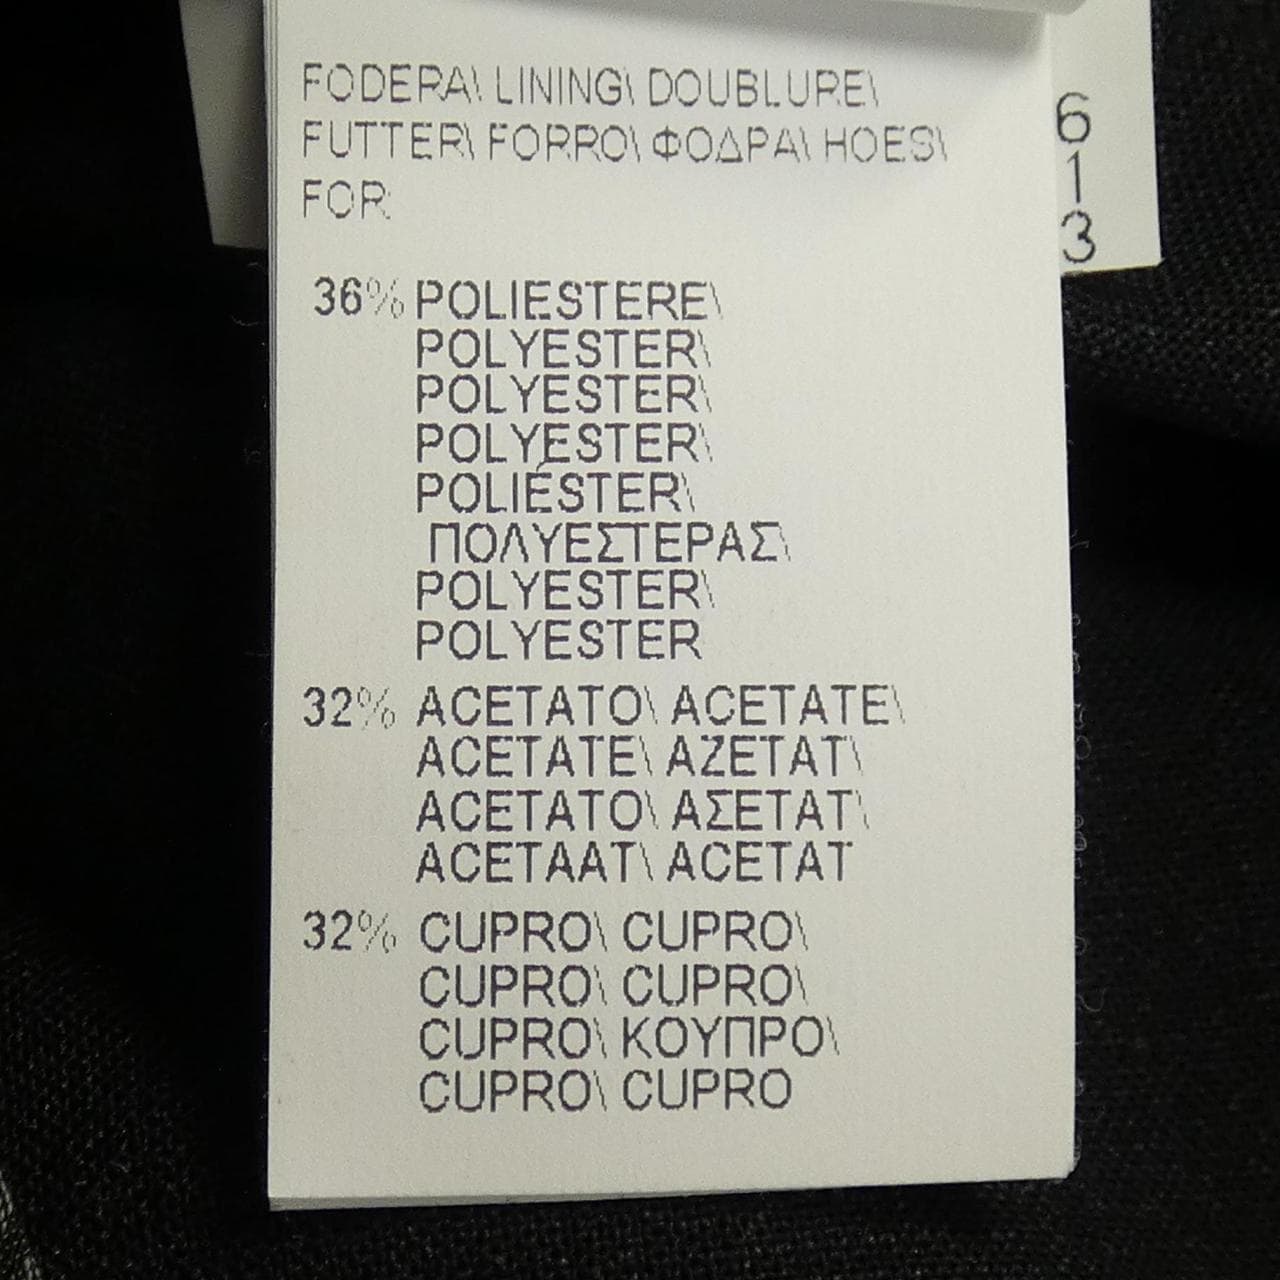 FODERA\ LINING\ DOUBLURE\
FUTTER\ FORRO\ ΦΟΔΡΑ\ HOES\
FOR
36% POLIESTERE\
POLYESTER\
POLYESTER\
POLYESTER\
POLIÉSTER\
ΠΟΛΥΕΣΤΕΡΑΣ\
POLYESTER\
POLYESTER
32% ACETATO\ ACETATE\
ACETATE\ AZETAT\
ACETATO\ ΑΣΕΤΑΤ\
ACETAAT\ ACETAT
32% CUPRO\ CUPRO\
CUPRO\ CUPRO\
CUPRO\ ΚΟΥΠΡΟ\
CUPRO\ CUPRO
6
1
3